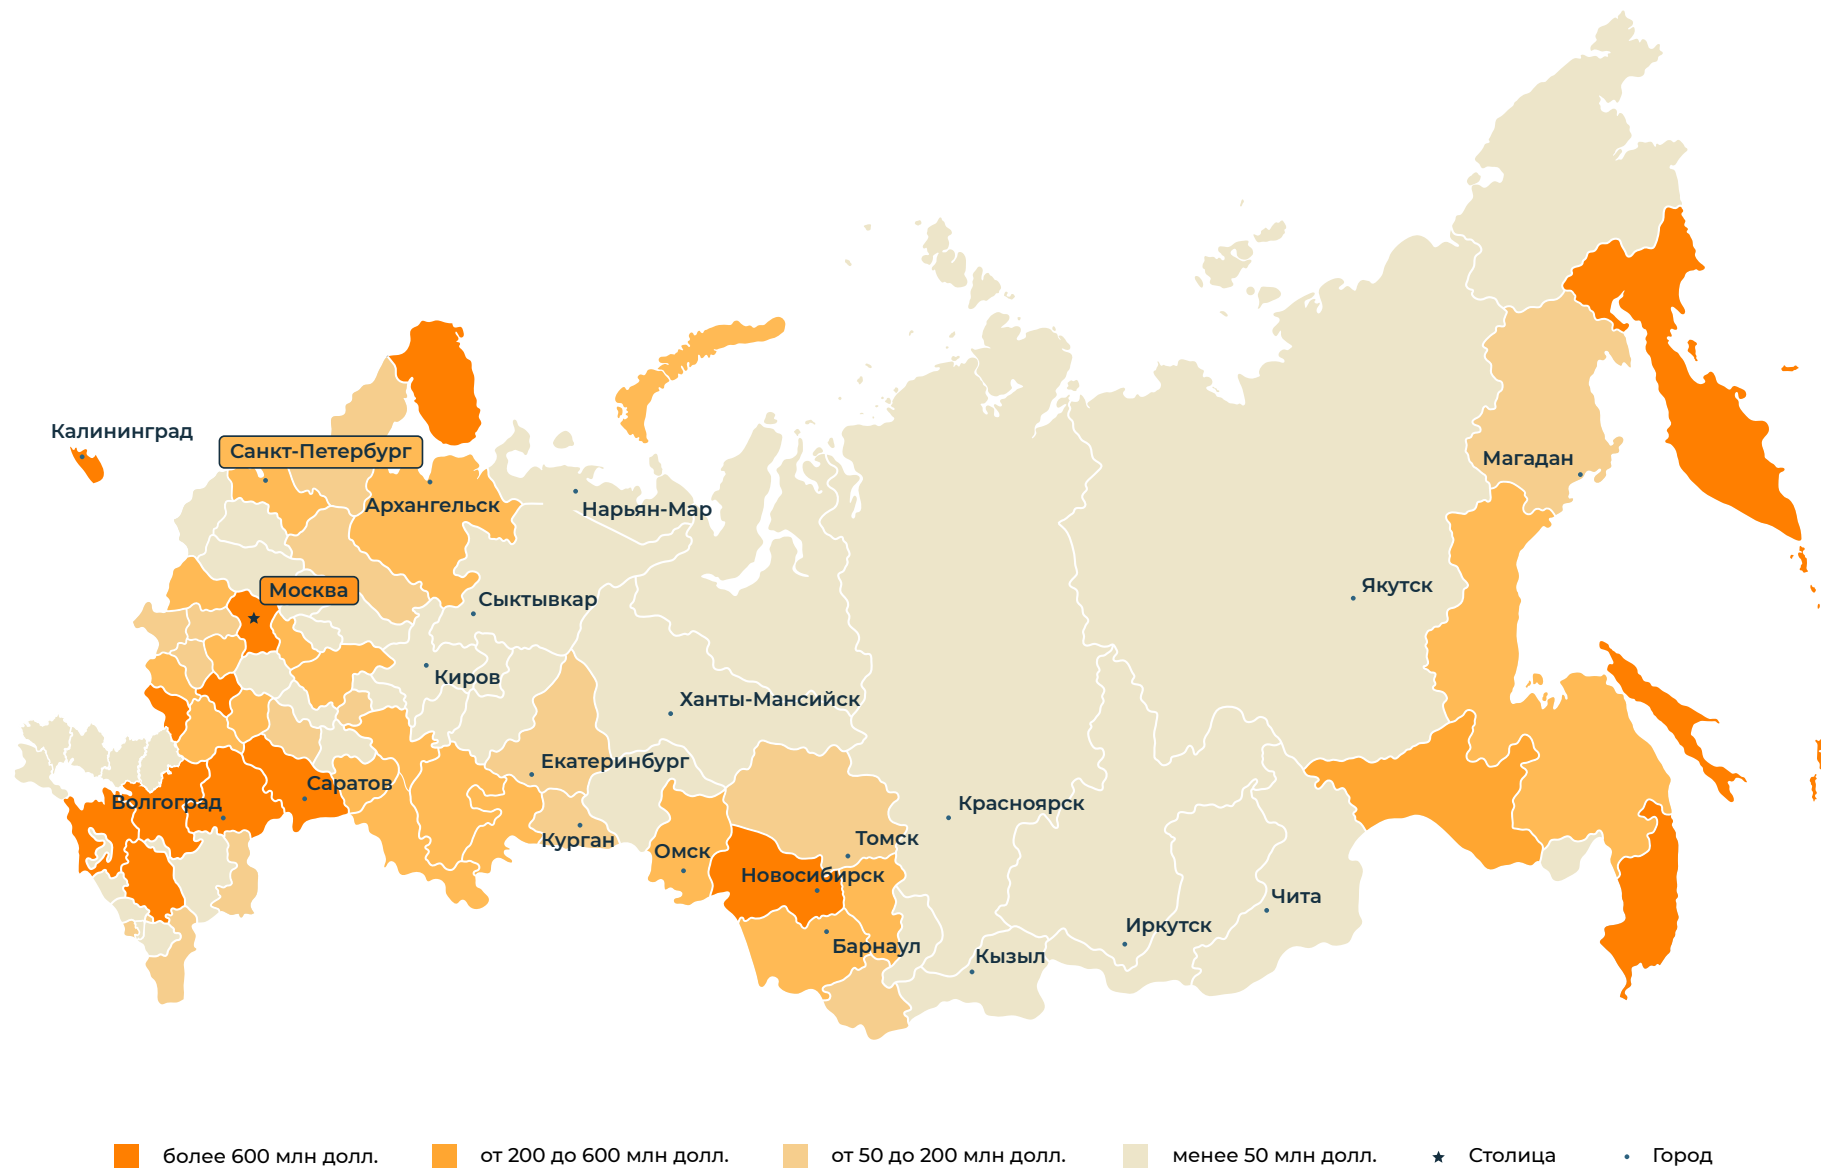 Калининград
Санкт-Петербург
Магадан
Архангельск
Нарьян-Мар
Москва
Якутск
Сыктывкар
Киров
Ханты-Мансийск
Екатеринбург
Саратов
Волгоград
Красноярск
Курган
Томск
Омск
Новосибирск
Чита
Иркутск
Барнаул
Кызыл
более 600 млн долл.
от 200 до 600 млн долл.
от 50 до 200 млн долл.
менее 50 млн долл.
Столица
Город